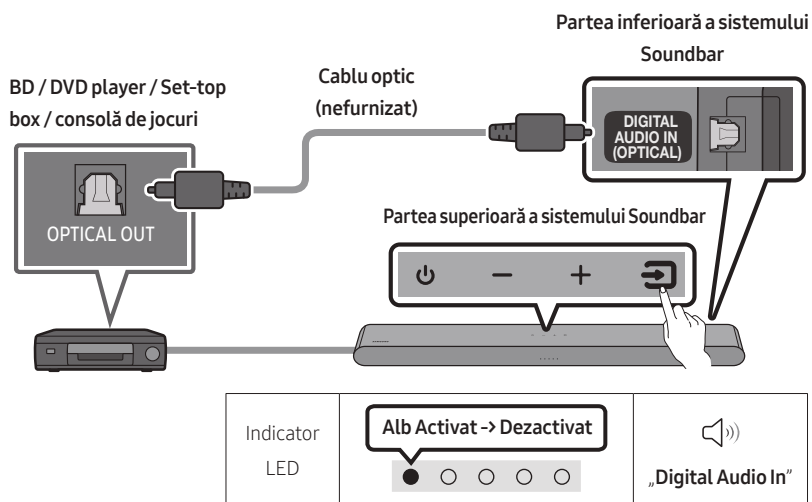 Partea inferioară a sistemului
Soundbar
BD / DVD player / Set-top
box / consolă de jocuri
Cablu optic
(nefurnizat)
DIGITAL
AUDIO IN
(OPTICAL)
OPTICAL OUT
Partea superioară a sistemului Soundbar
Indicator
LED
Alb Activat -> Dezactivat
„Digital Audio In”